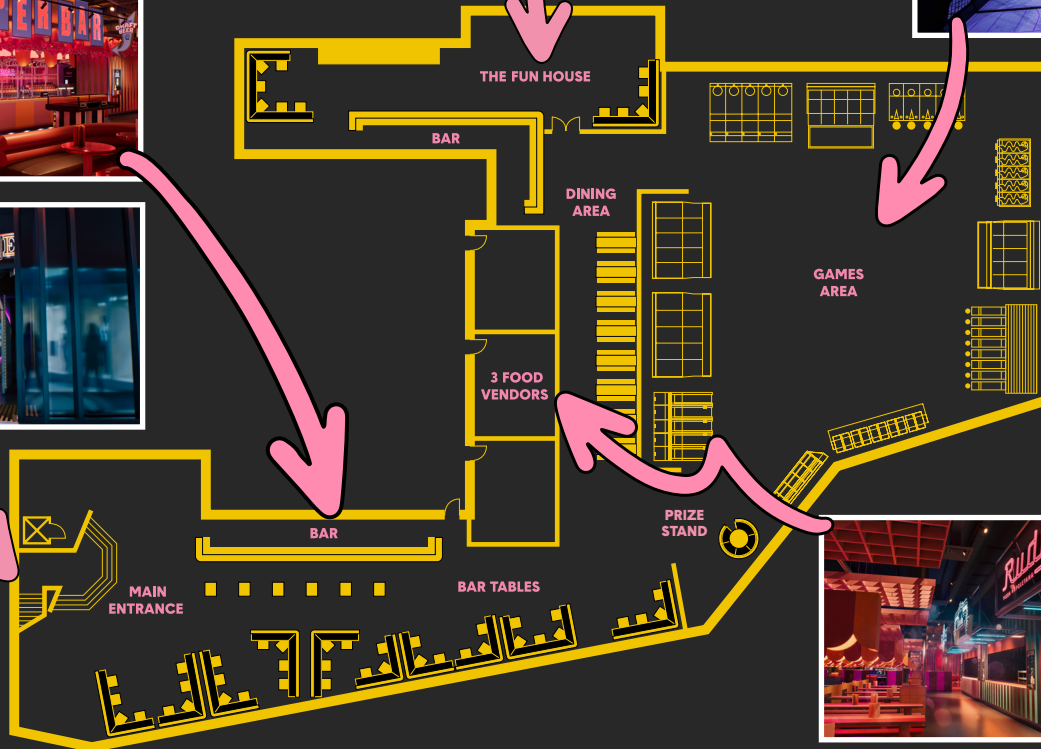 THE FUN HOUSE
BAR
DINING
AREA
GAMES
AREA
3 FOOD
VENDORS
PRIZE
STAND
BAR
BAR TABLES
MAIN
ENTRANCE